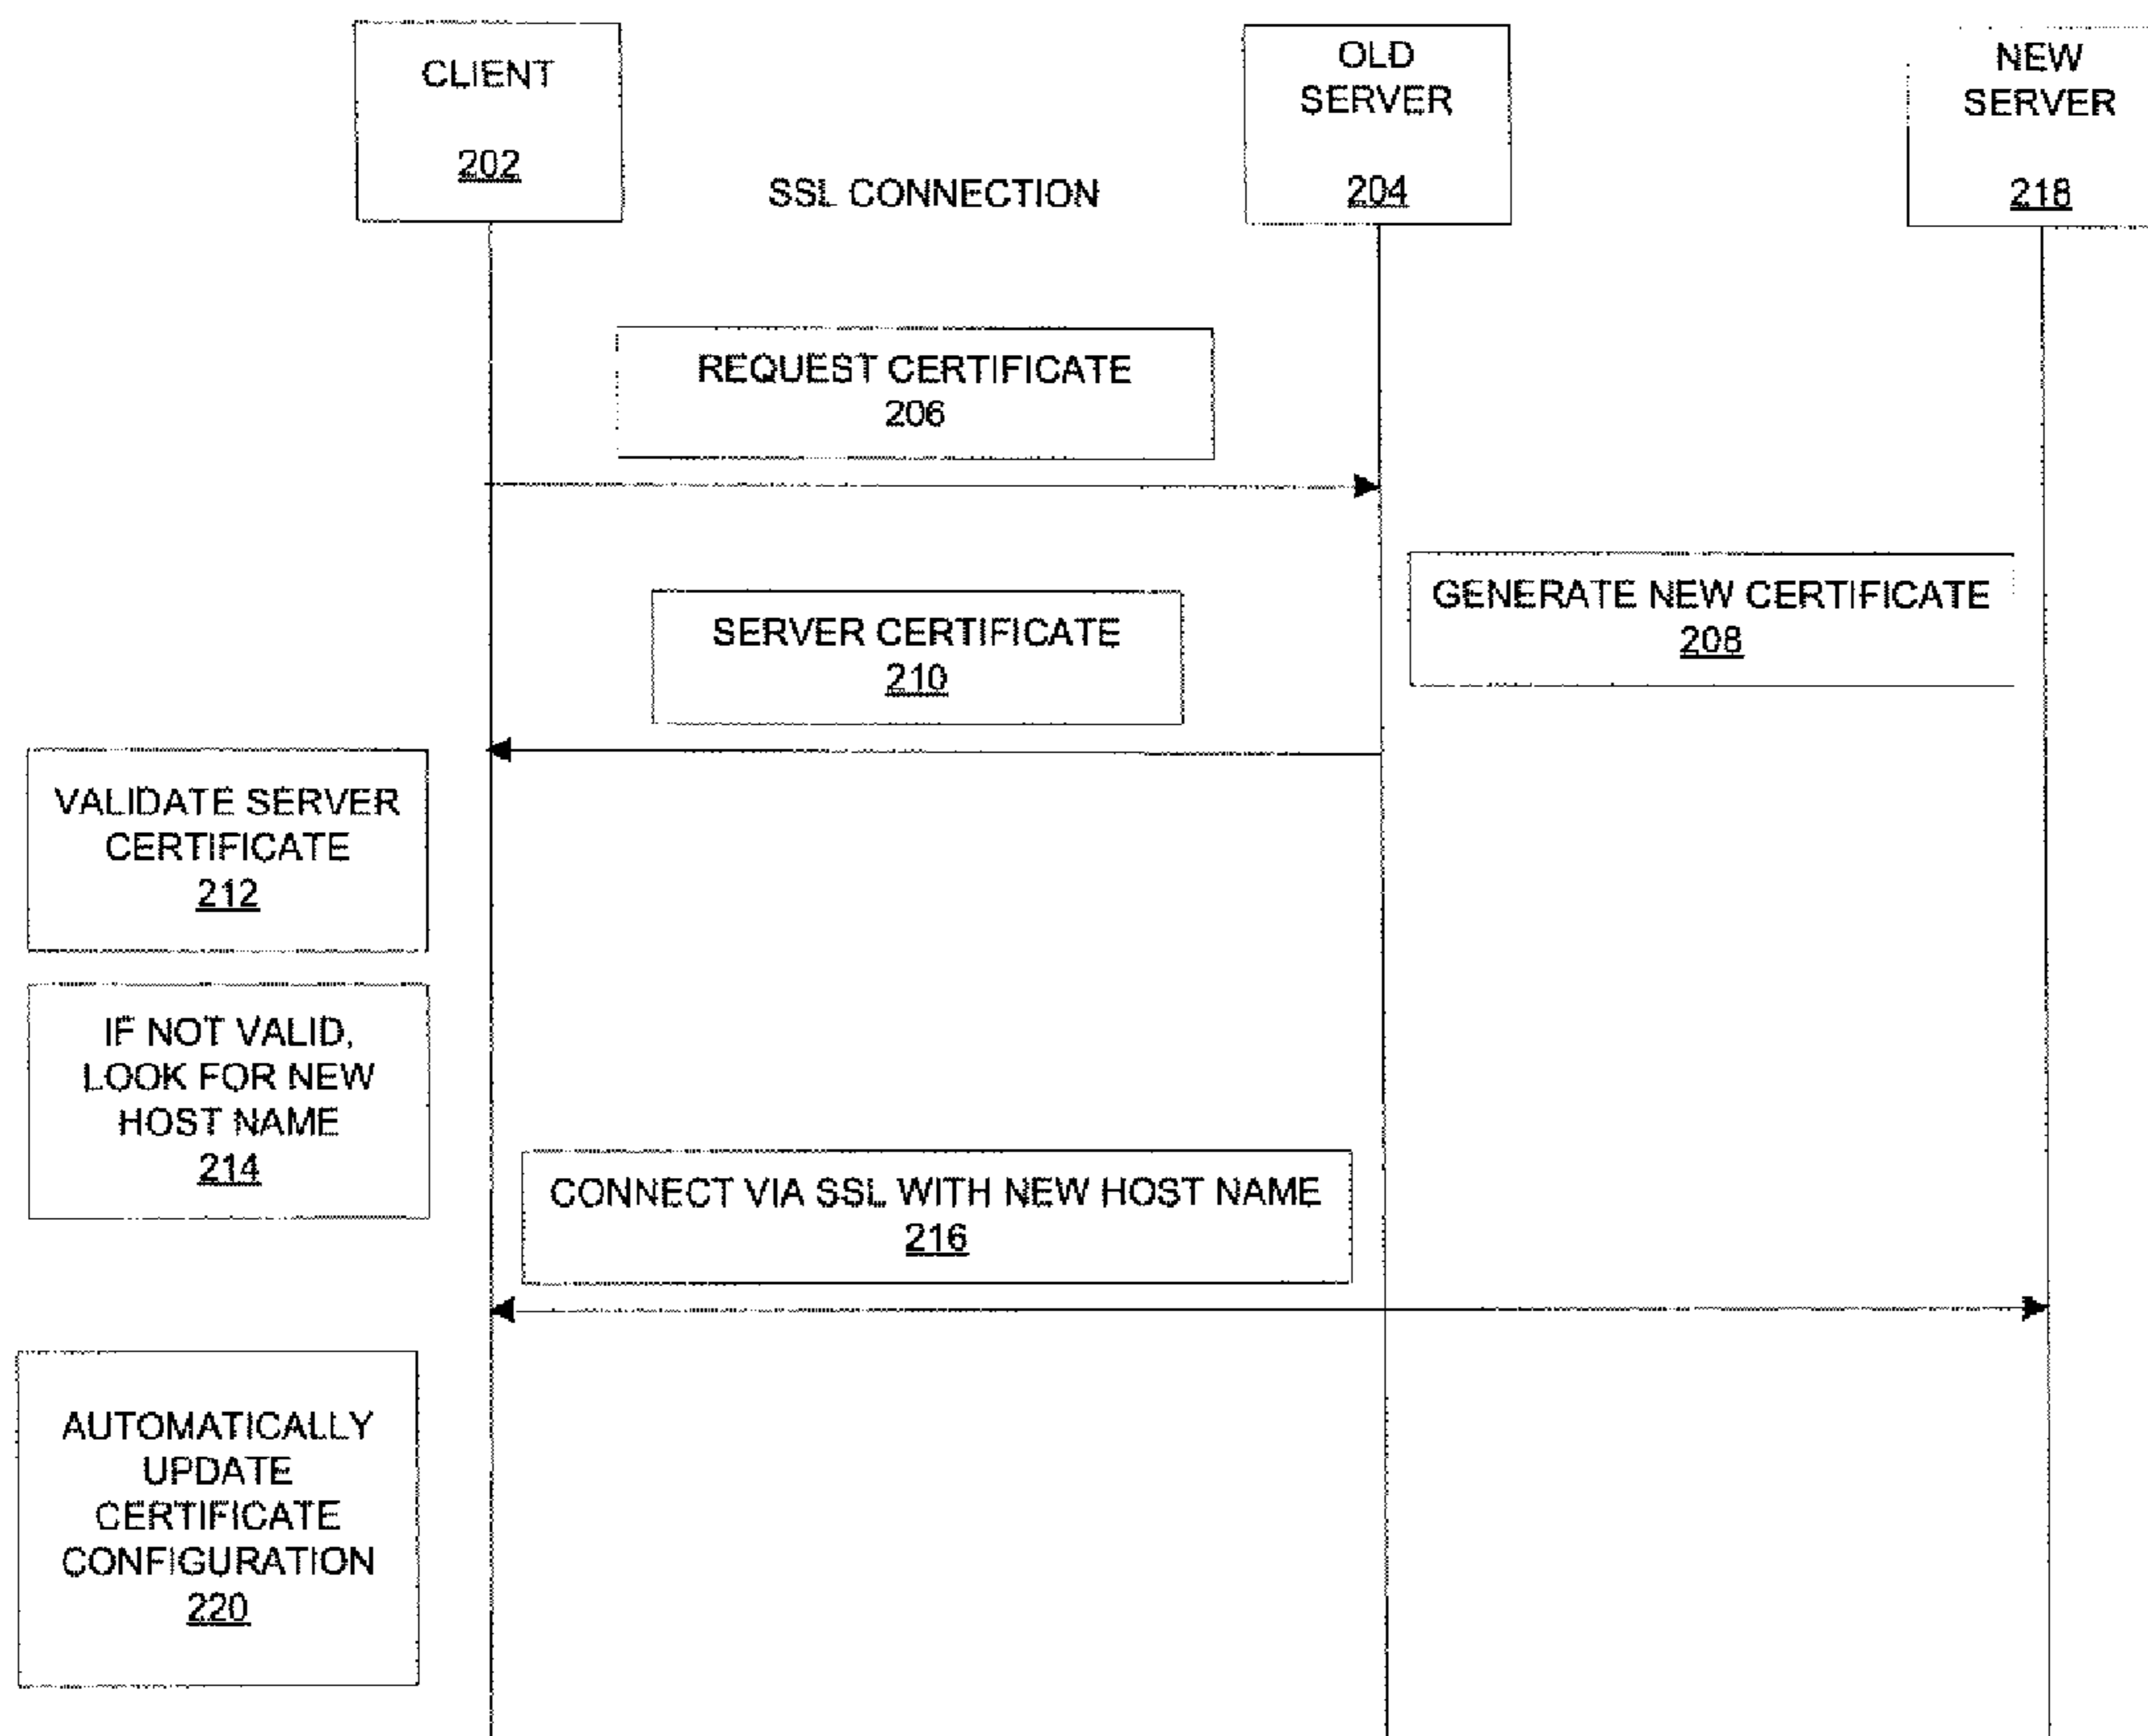 CLIENT
202
SSL CONNECTION
OLD
SERVER
204
NEW
SERVER
218
REQUEST CERTIFICATE
206
GENERATE NEW CERTIFICATE
208
SERVER CERTIFICATE
210
VALIDATE SERVER
CERTIFICATE
212
IF NOT VALID,
LOOK FOR NEW
HOST NAME
214
CONNECT VIA SSL WITH NEW HOST NAME
216
AUTOMATICALLY
UPDATE
CERTIFICATE
CONFIGURATION
220